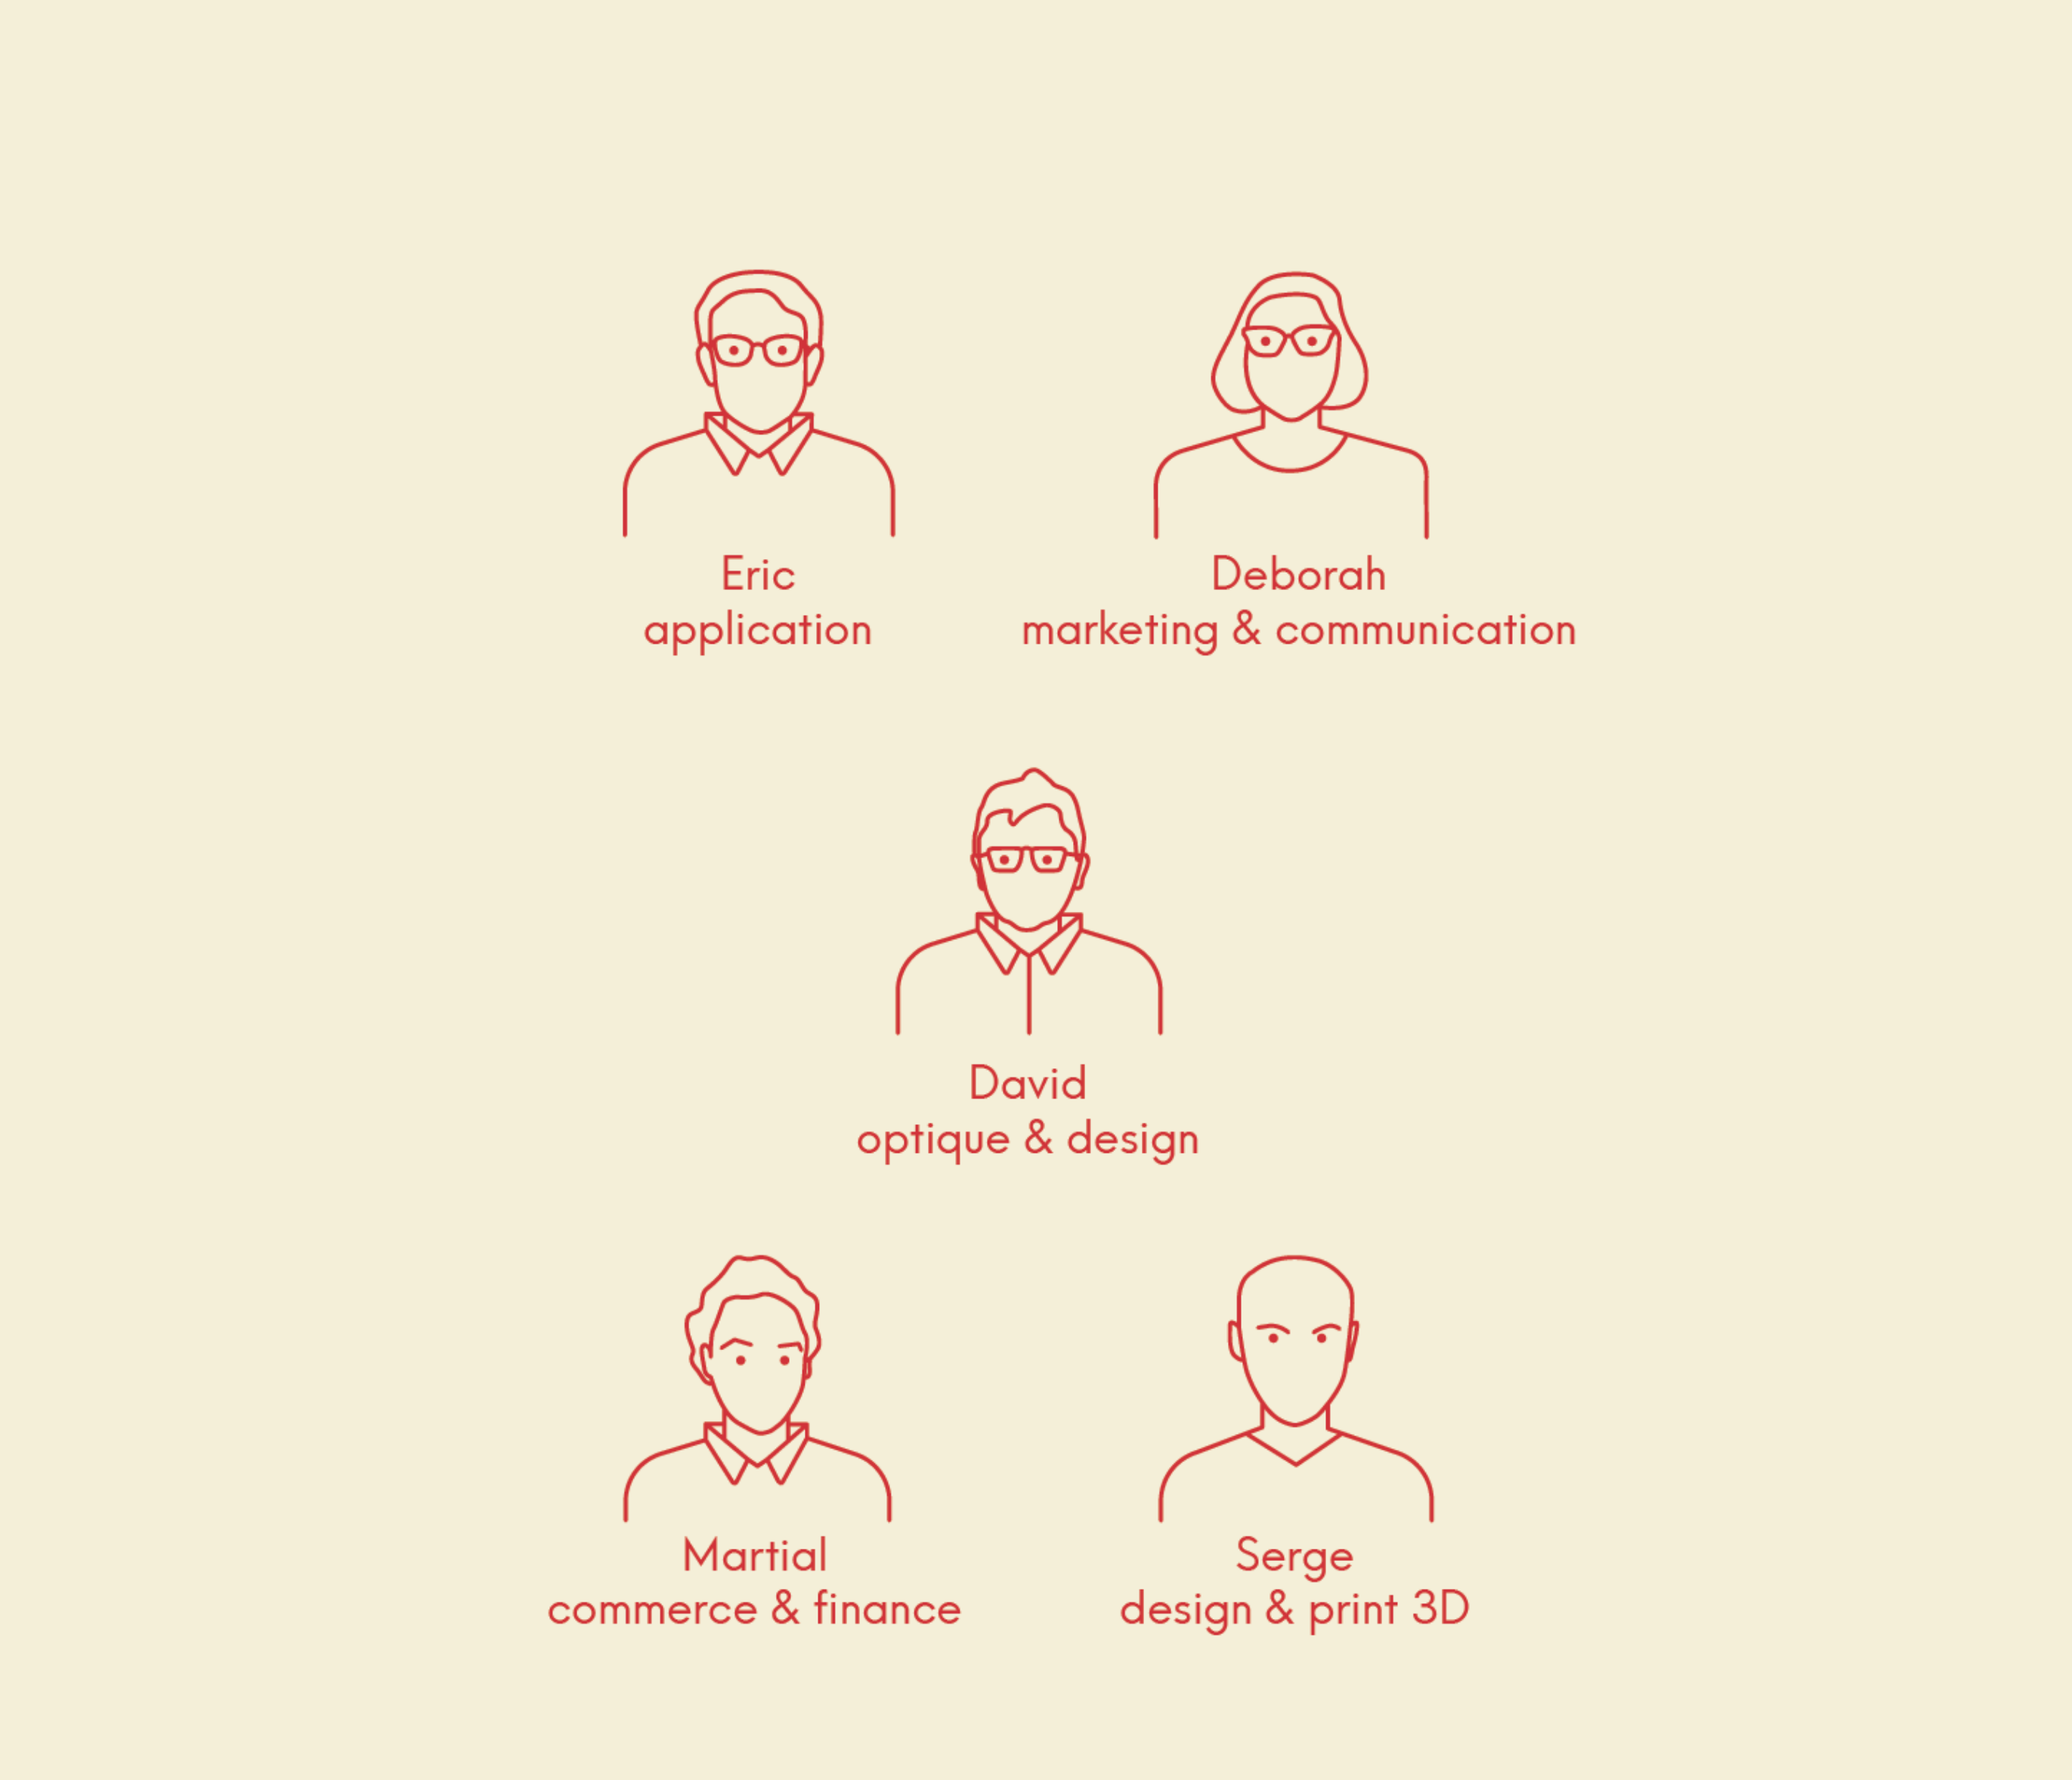 Eric
application
Deborah
marketing & communication
David
optique & design
Martial
commerce & finance
Serge
design & print 3D